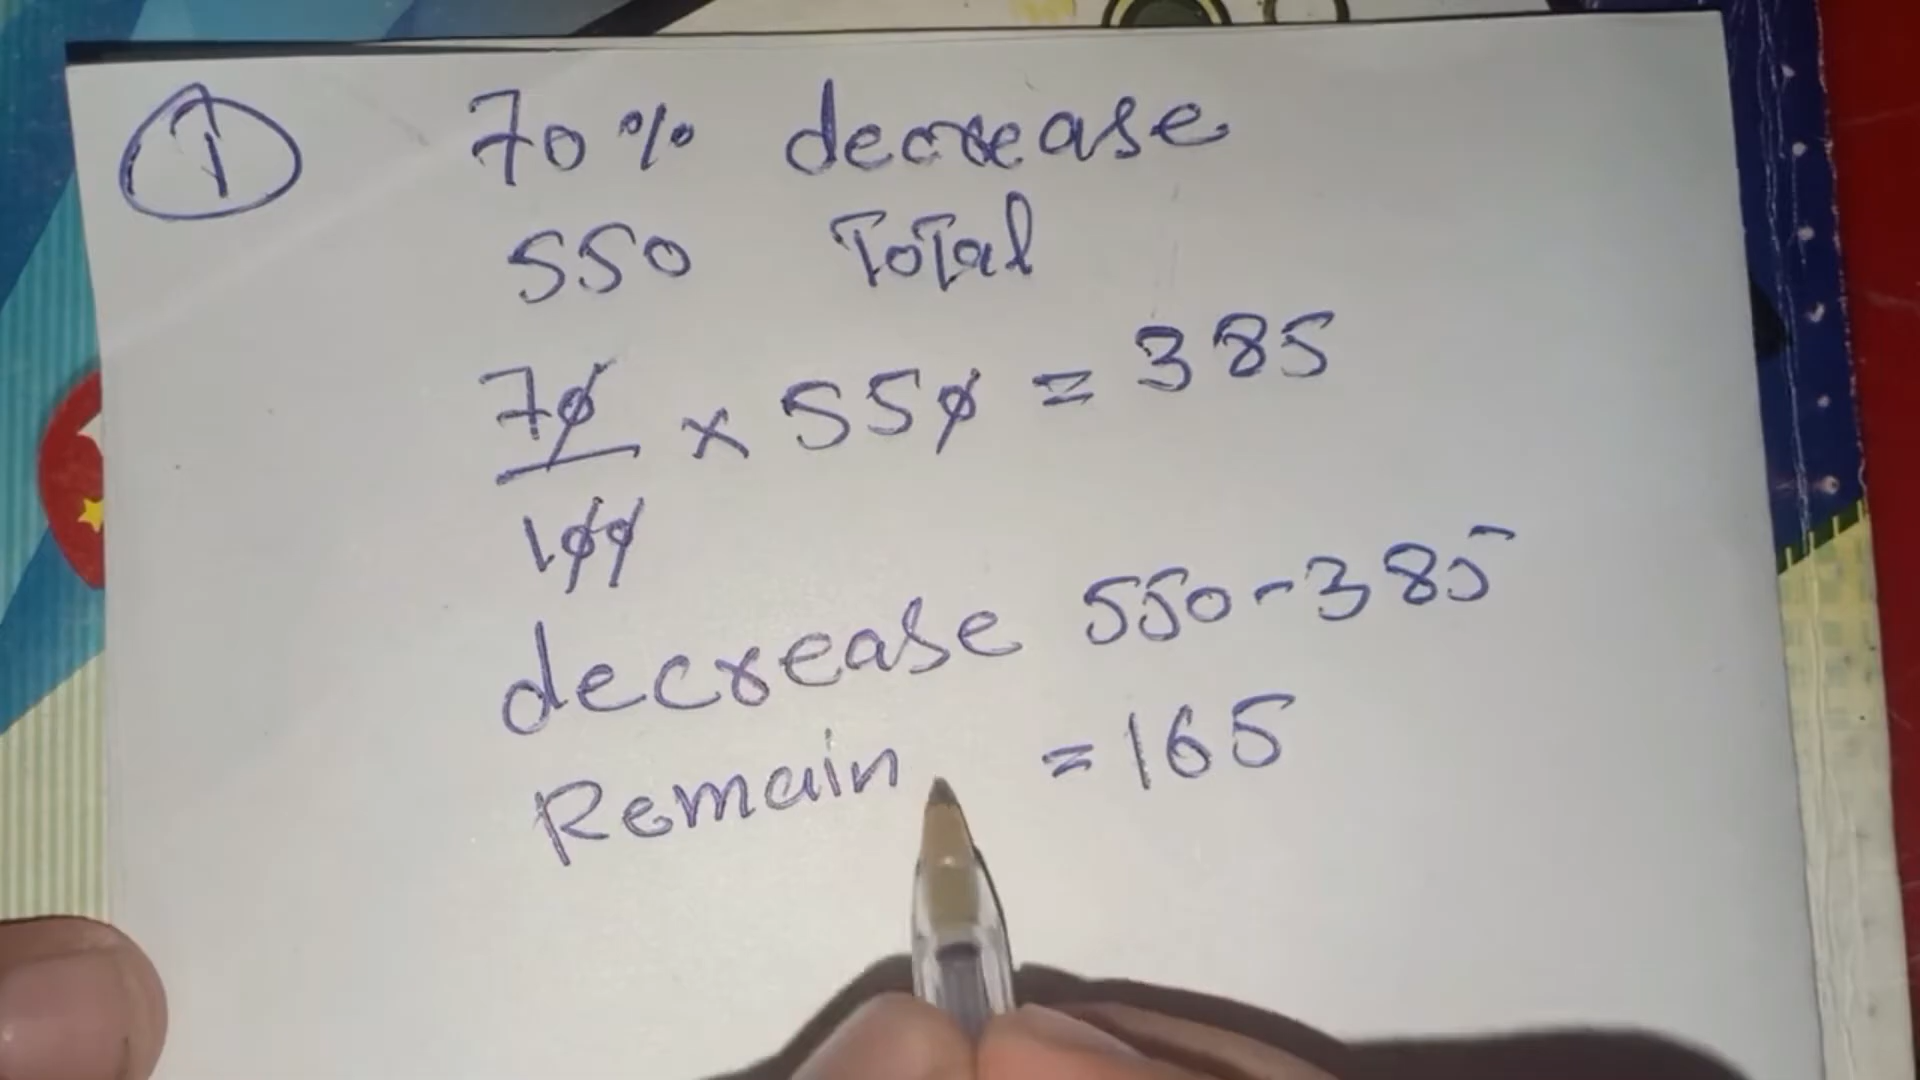 1 70% decrease
550 Total
70/100 × 550 = 385
decrease 550-385
Remain = 165